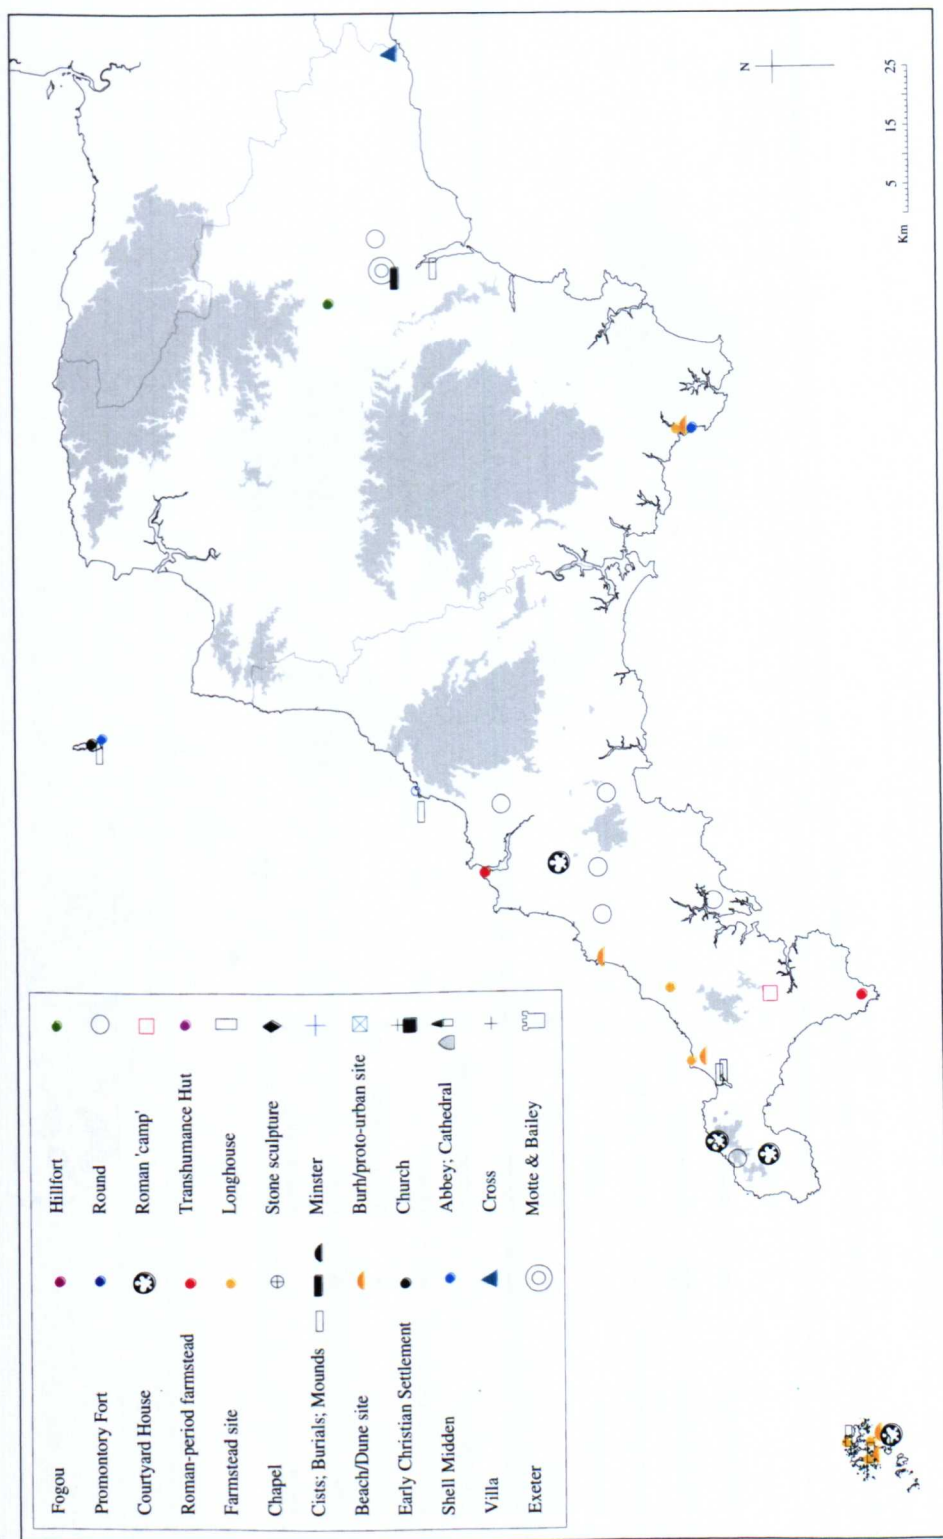 Fogou
Promontory Fort
Courtyard House
Roman-period farmstead
Farmstead site
Chapel
Cists; Burials; Mounds
Beach/Dune site
Early Christian Settlement
Shell Midden
Villa
Exeter
Hillfort
Round
Roman 'camp'
Transhumance Hut
Longhouse
Stone sculpture
Minster
Burh/proto-urban site
Church
Abbey; Cathedral
Cross
Motte & Bailey
N
Km 5 15 25